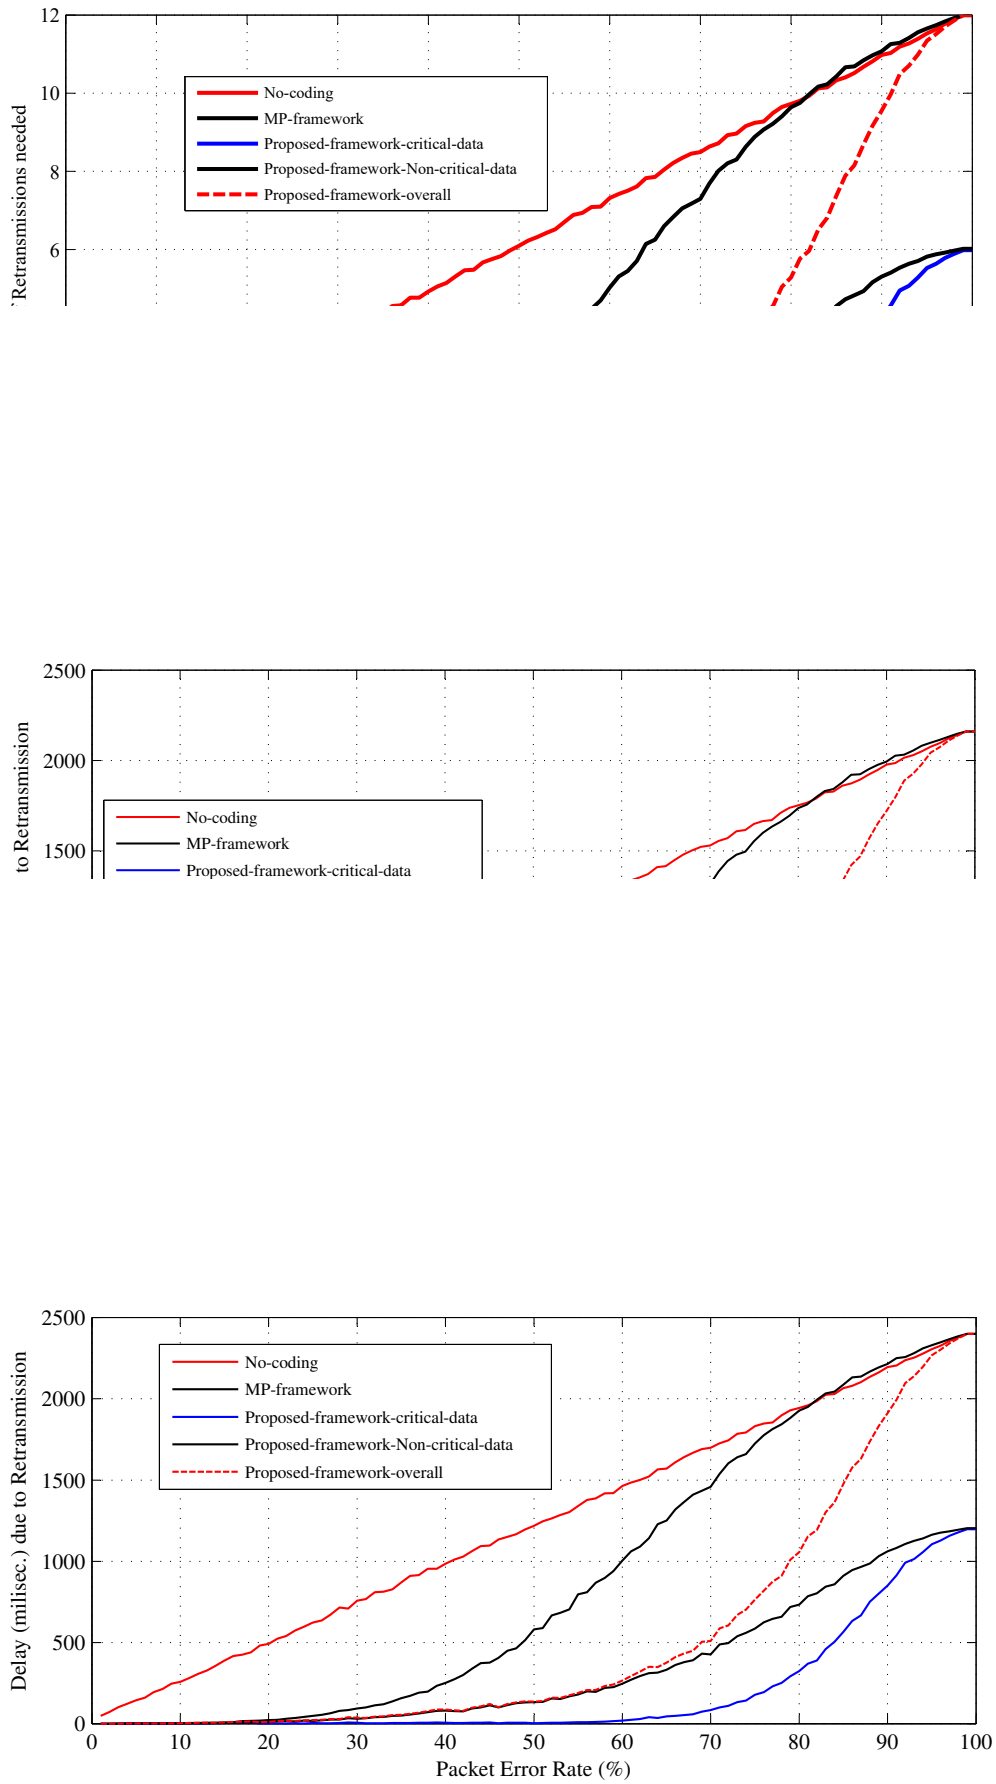 12
10
8
6
Retransmissions needed
No-coding
MP-framework
Proposed-framework-critical-data
Proposed-framework-Non-critical-data
Proposed-framework-overall
2500
2000
1500
to Retransmission
No-coding
MP-framework
Proposed-framework-critical-data
2500
2000
1500
1000
500
0
Delay (milisec.) due to Retransmission
No-coding
MP-framework
Proposed-framework-critical-data
Proposed-framework-Non-critical-data
Proposed-framework-overall
0 10 20 30 40 50 60 70 80 90 100
Packet Error Rate (%)